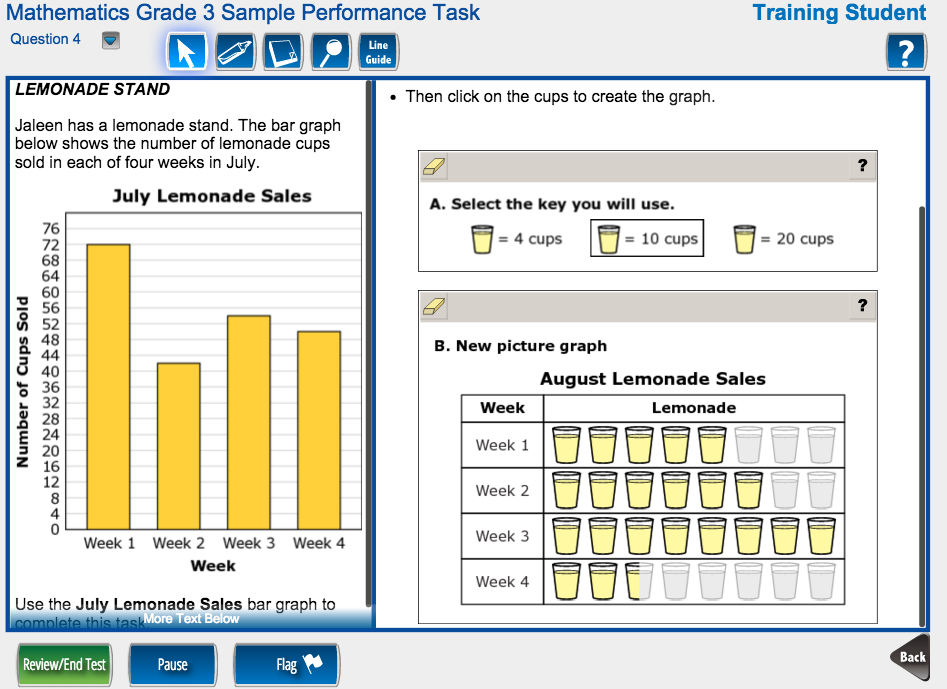 Mathematics Grade 3 Sample Performance Task
Training Student
Question 4
Line
Guide
?
LEMONADE STAND
Jaleen has a lemonade stand. The bar graph
below shows the number of lemonade cups
sold in each of four weeks in July.
July Lemonade Sales
Number of Cups Sold
76
72
68
64
60
56
52
48
44
40
36
32
28
24
20
16
12
8
4
0
Week 1 Week 2 Week 3 Week 4
Week
Use the July Lemonade Sales bar graph to
complete this task.
More Text Below
• Then click on the cups to create the graph.
?
A. Select the key you will use.
= 4 cups = 10 cups = 20 cups
?
B. New picture graph
August Lemonade Sales
Week Lemonade
Week 1
Week 2
Week 3
Week 4
Review/End Test
Pause
Flag
Back